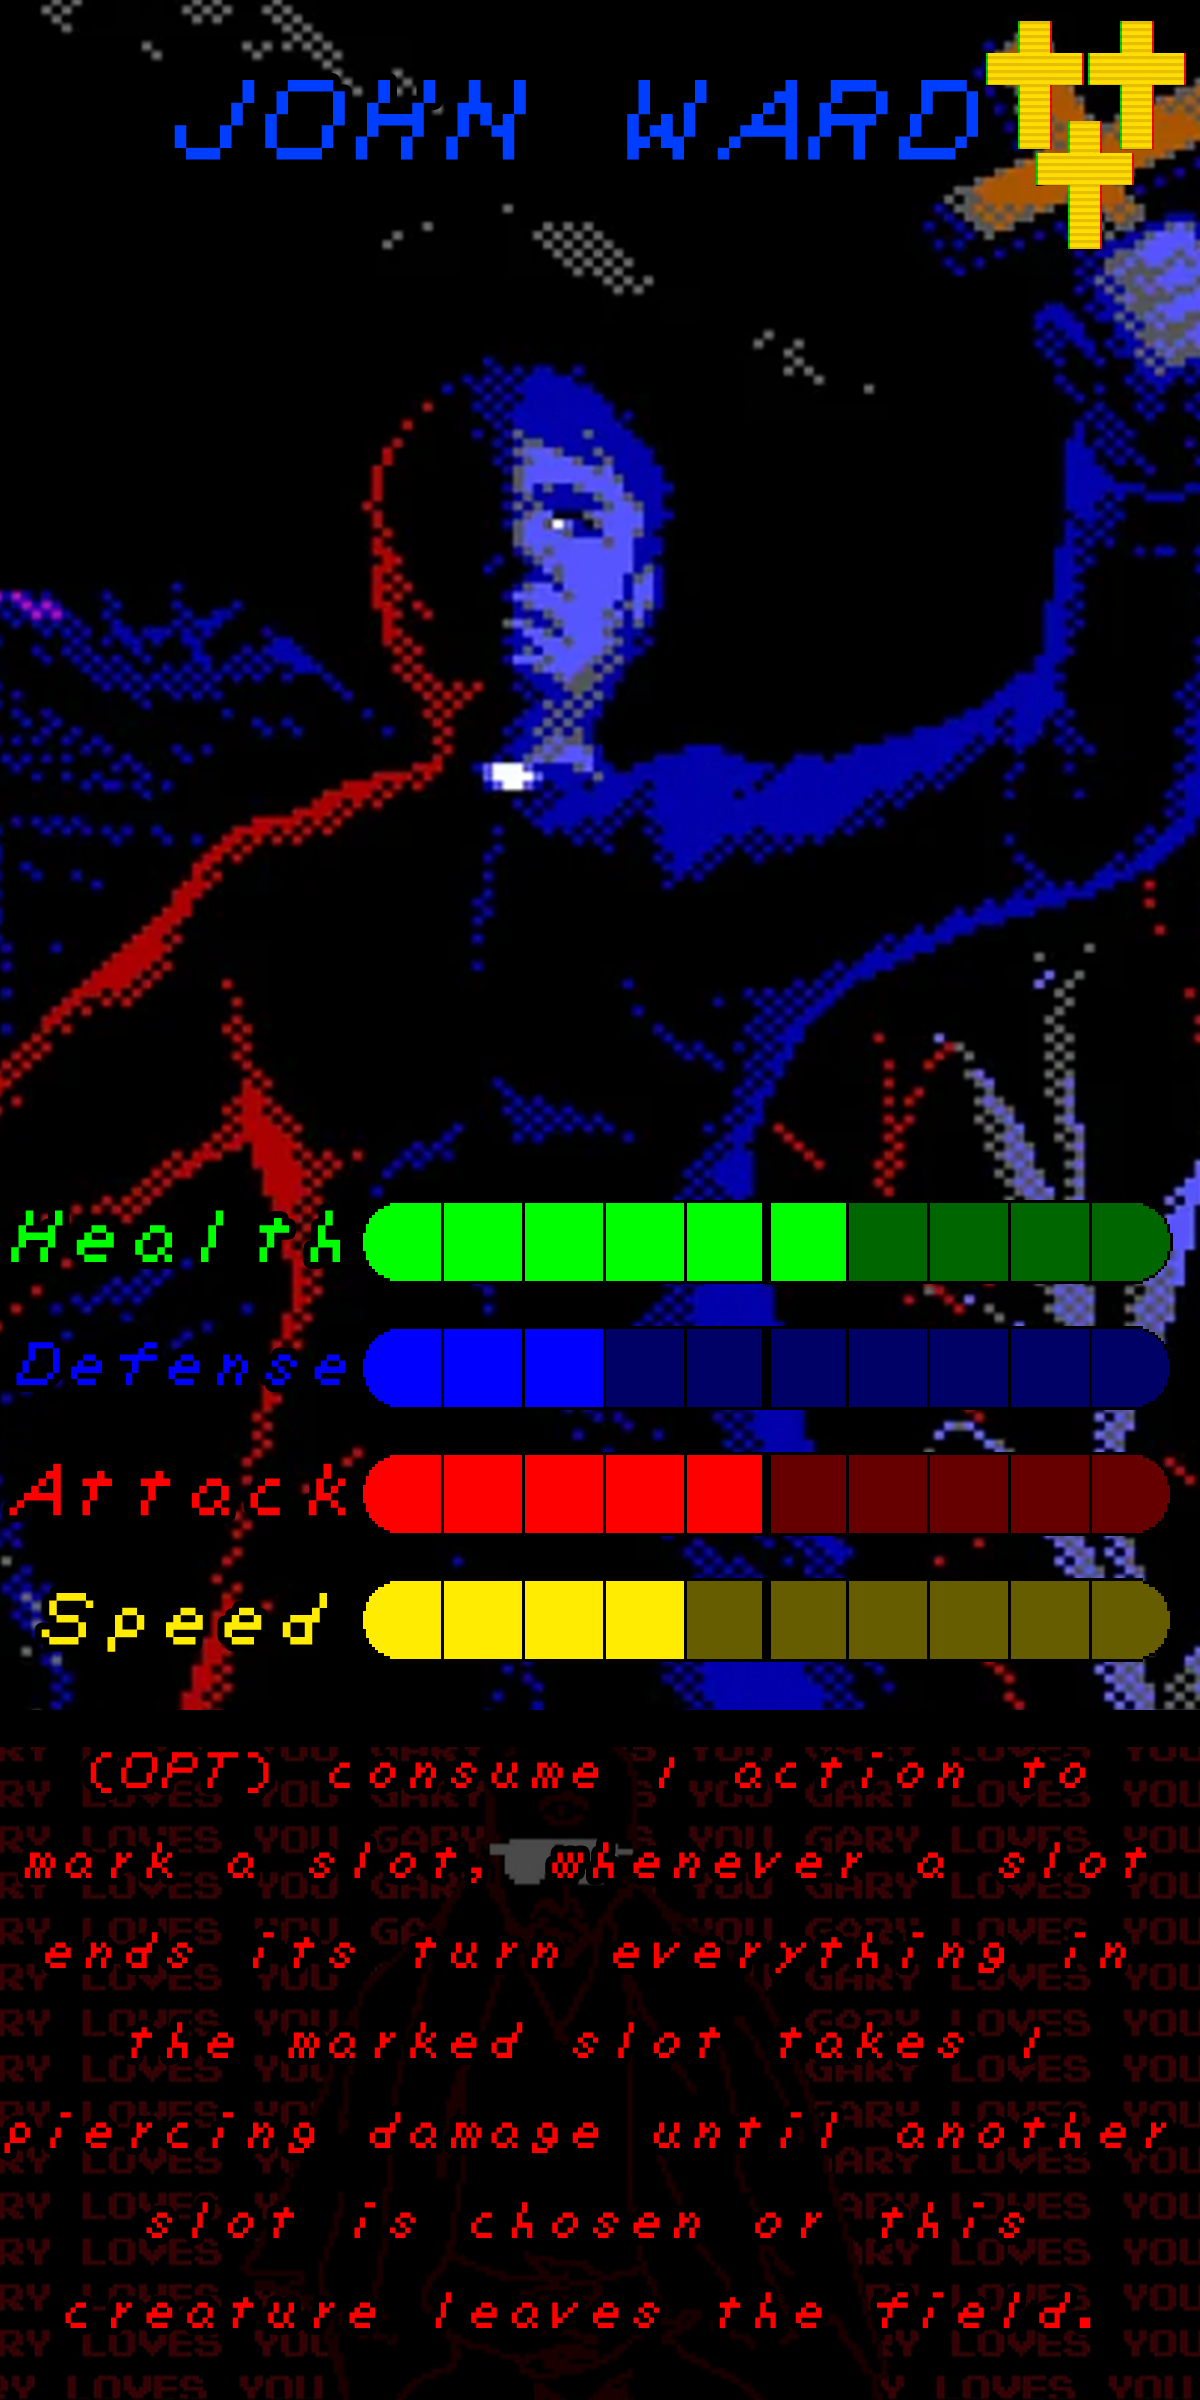 JOHN WARD
Health
Defense
Attack
Speed
(OPT) consume 1 action to
mark a slot, whenever a slot
ends its turn everything in
the marked slot takes 1
piercing damage until another
slot is chosen or this
creature leaves the field.